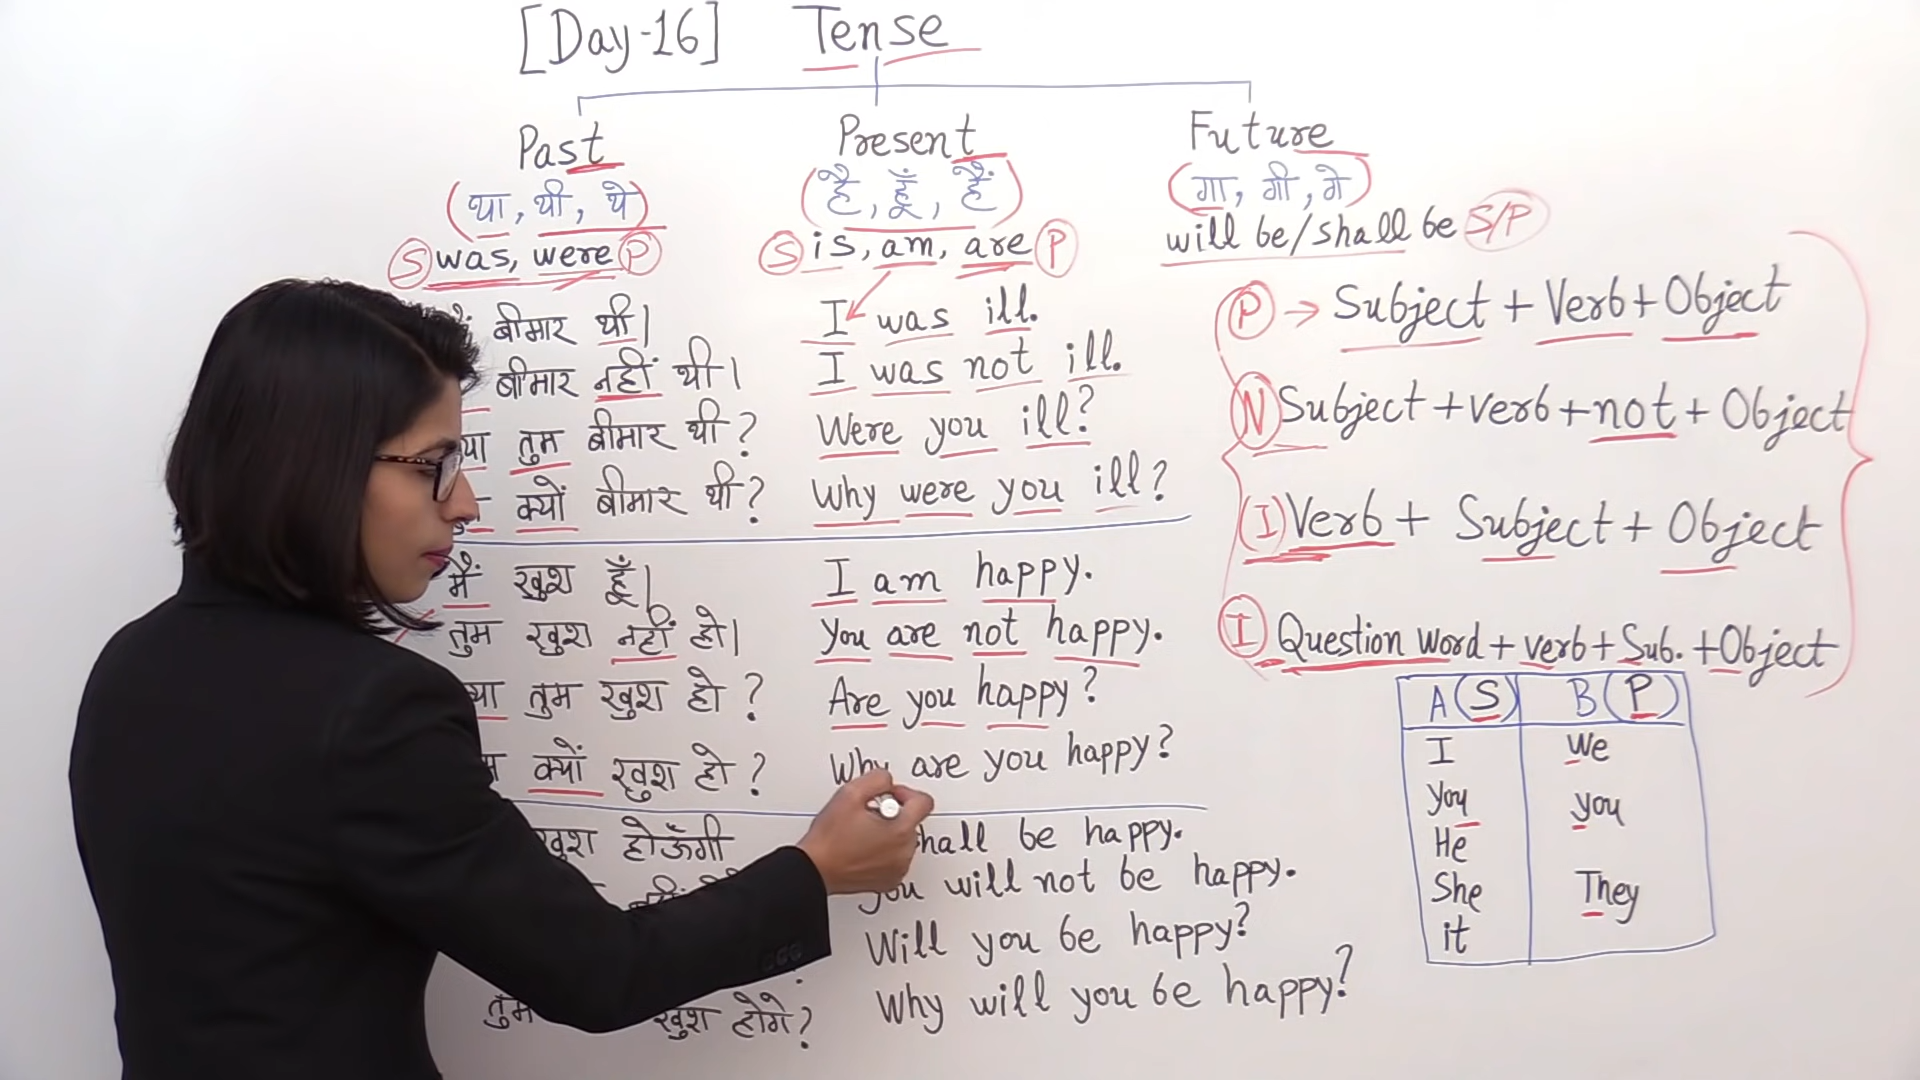 [Day-16] Tense
Past Present Future
(था, थी, थे) (है, हूँ, हैं) (गा, गी, गे)
S was, were P S is, am, are P will be/shall be S/P
बीमार थी। I was ill.
बीमार नहीं थी। I was not ill.
तुम बीमार थी? Were you ill?
क्यों बीमार थी? Why were you ill?
मैं खुश हूँ। I am happy.
तुम खुश नहीं हो। You are not happy.
तुम खुश हो? Are you happy?
क्यों खुश हो? Why are you happy?
खुश होऊँगी shall be happy.
you will not be happy.
Will you be happy?
तुम खुश होगे? Why will you be happy?
P → Subject + Verb + Object
N Subject + verb + not + Object
I Verb + Subject + Object
I Question word + verb + Sub. + Object
A (S) B (P)
I We
you you
He
She They
it